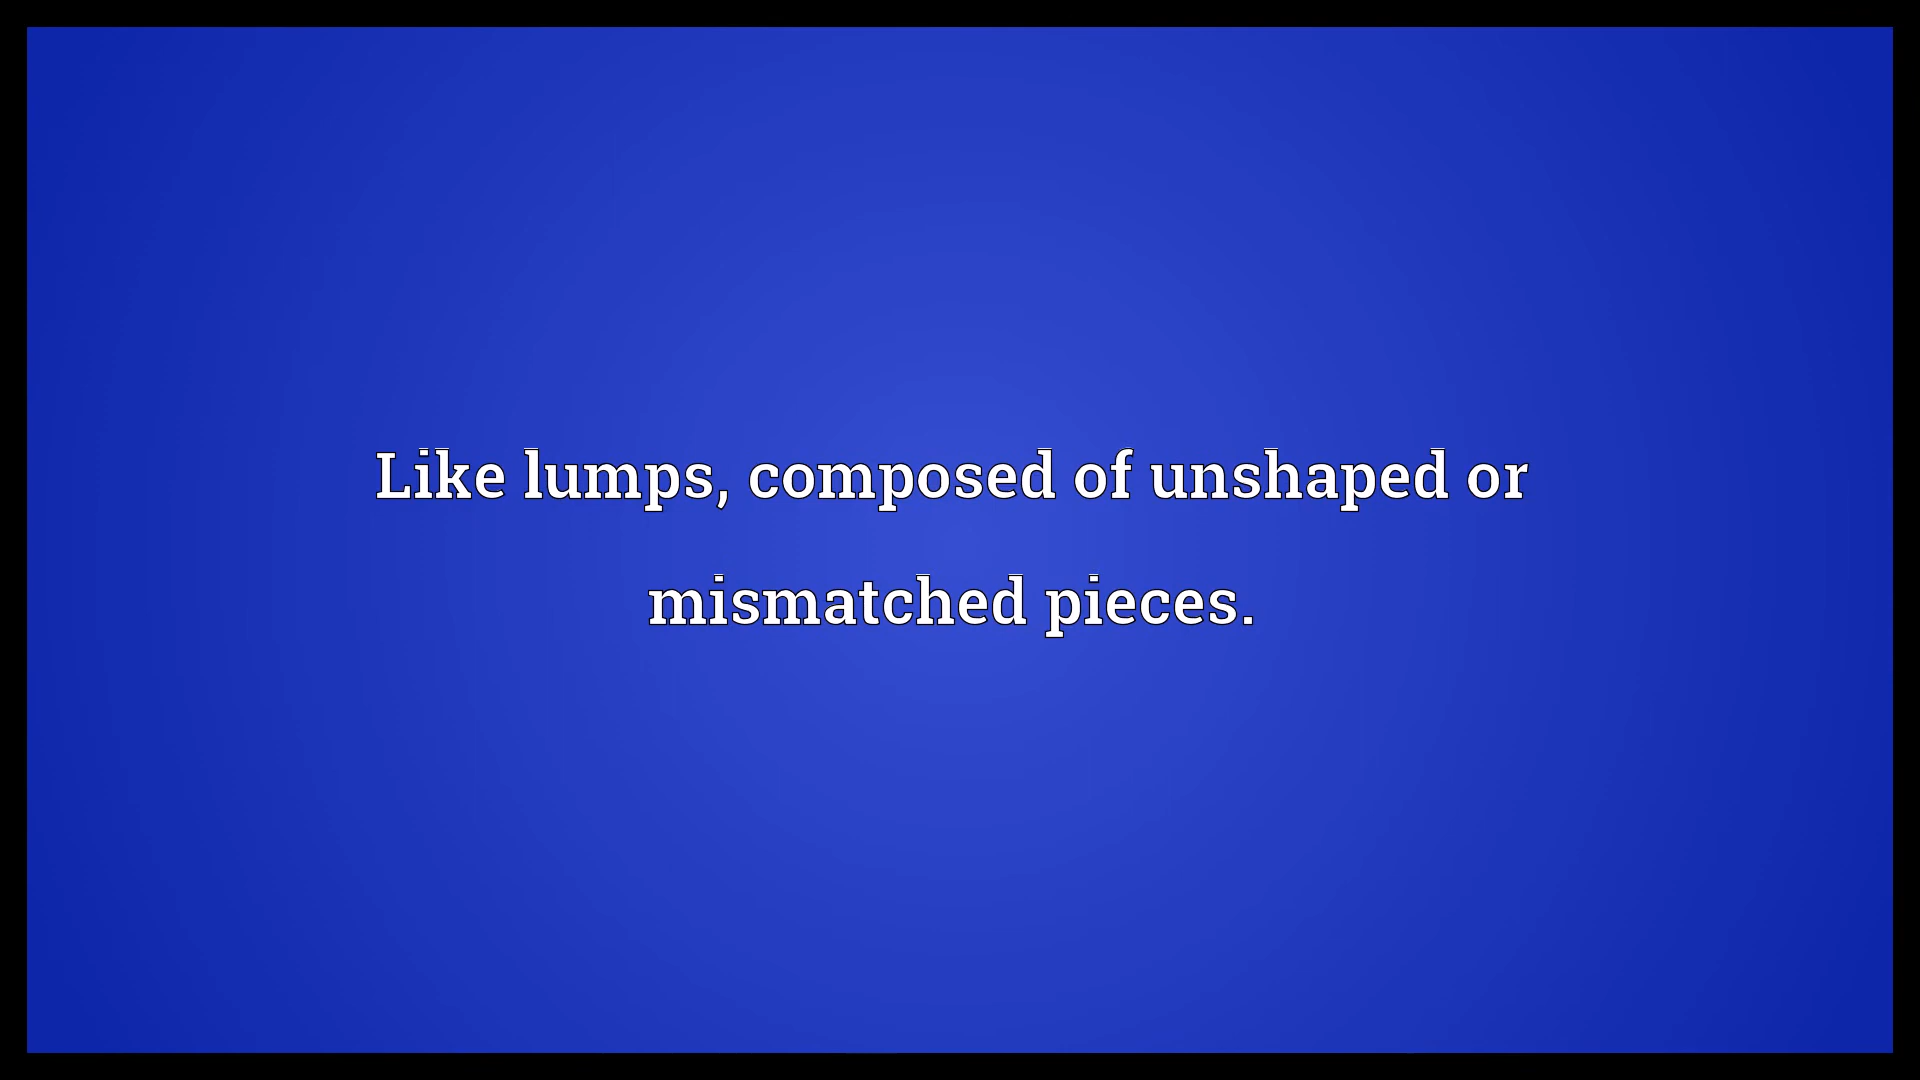 Like lumps, composed of unshaped or
mismatched pieces.